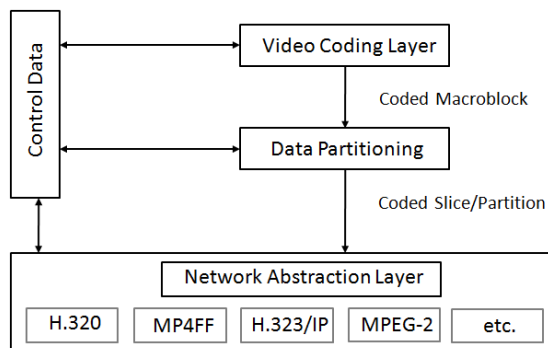 Control Data
Video Coding Layer
Coded Macroblock
Data Partitioning
Coded Slice/Partition
Network Abstraction Layer
H.320
MP4FF
H.323/IP
MPEG-2
etc.